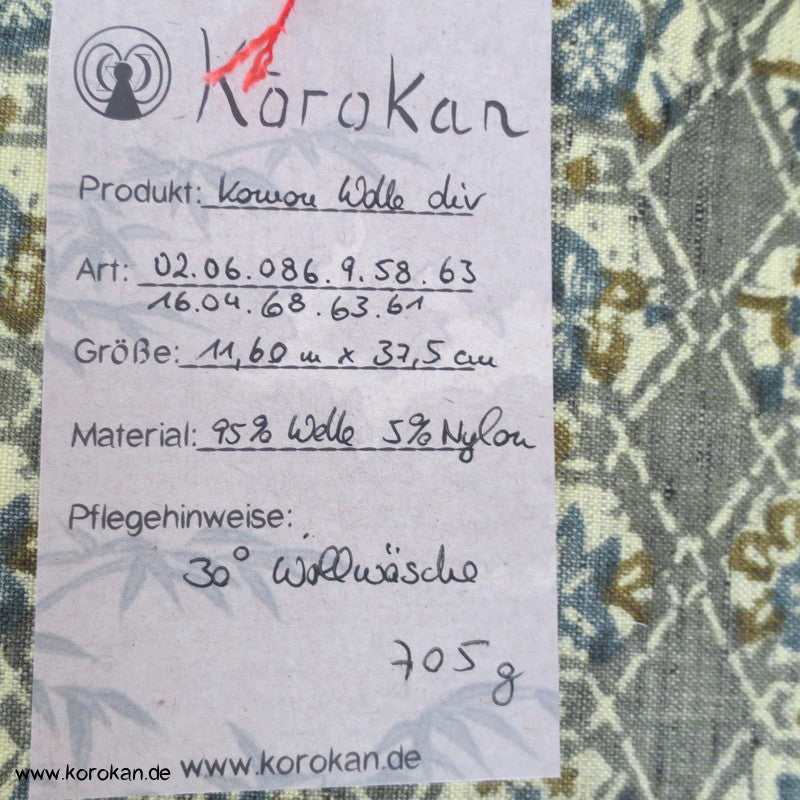 Korokan
Produkt: Komon Wolle div
Art: 02.06.086.9.58.63
16.04.68.63.61
Größe: 11,60 m x 37,5 cm
Material: 95% Wolle 5% Nylon
Pflegehinweise:
30° Wollwäsche
705 g
www.korokan.de
www.korokan.de